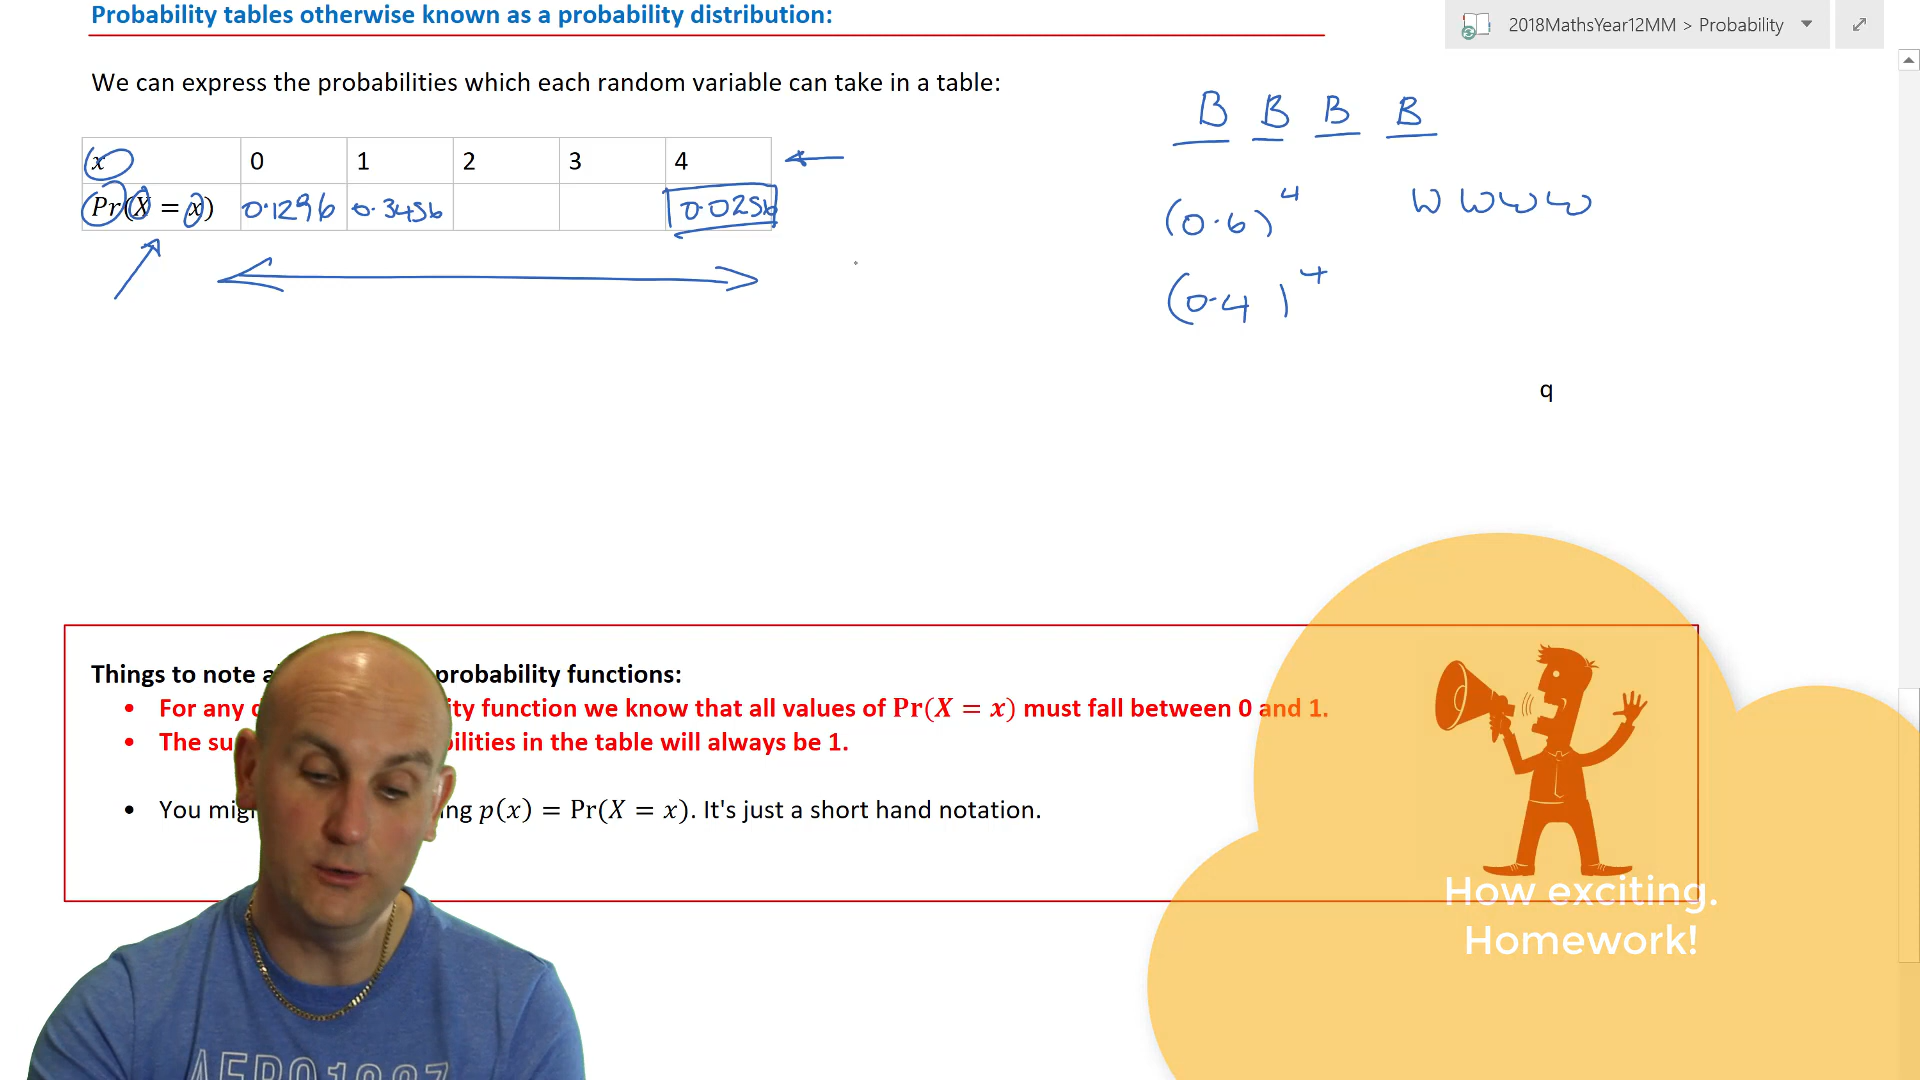 Probability tables otherwise known as a probability distribution:
2018MathsYear12MM > Probability
We can express the probabilities which each random variable can take in a table:
B B B B
x 0 1 2 3 4
Pr(X = x) 0.1296 0.3456 0.0256
(0.6)^4 W W W W
(0.4)^4
q
Things to note probability functions:
• For any ity function we know that all values of Pr(X = x) must fall between 0 and 1.
• The su bilities in the table will always be 1.
• You mig ng p(x) = Pr(X = x). It's just a short hand notation.
How exciting.
Homework!